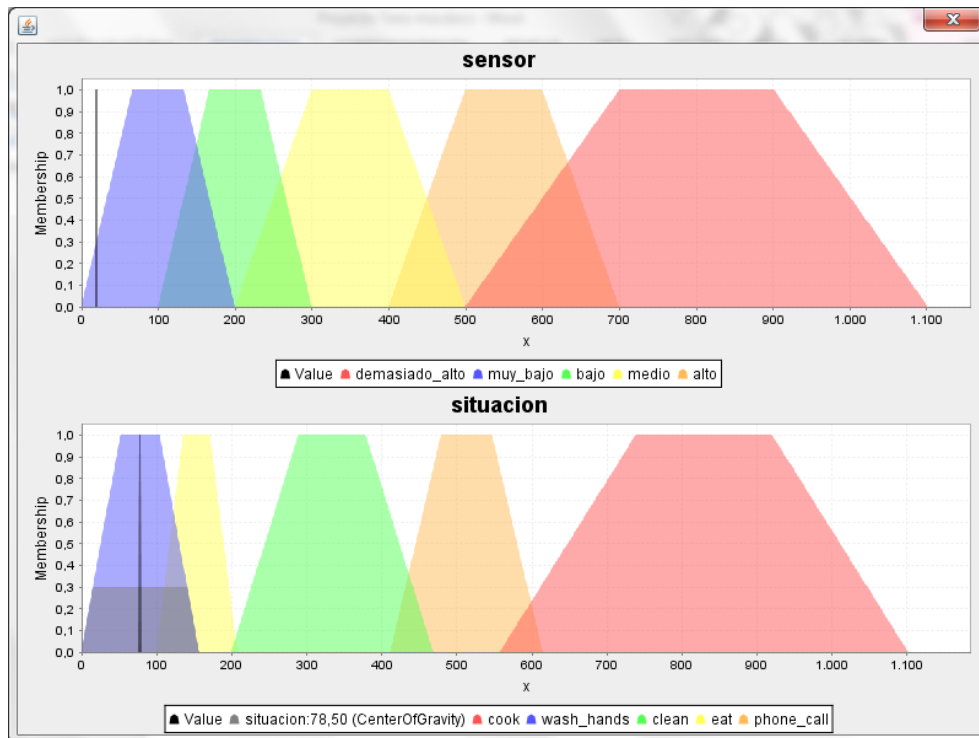 sensor
1,0
0,9
0,8
0,7
0,6
0,5
0,4
0,3
0,2
0,1
0,0
Membership
0 100 200 300 400 500 600 700 800 900 1.000 1.100
x
Value demasiado_alto muy_bajo bajo medio alto
situacion
1,0
0,9
0,8
0,7
0,6
0,5
0,4
0,3
0,2
0,1
0,0
Membership
0 100 200 300 400 500 600 700 800 900 1.000 1.100
x
Value situacion:78,50 (CenterOfGravity) cook wash_hands clean eat phone_call